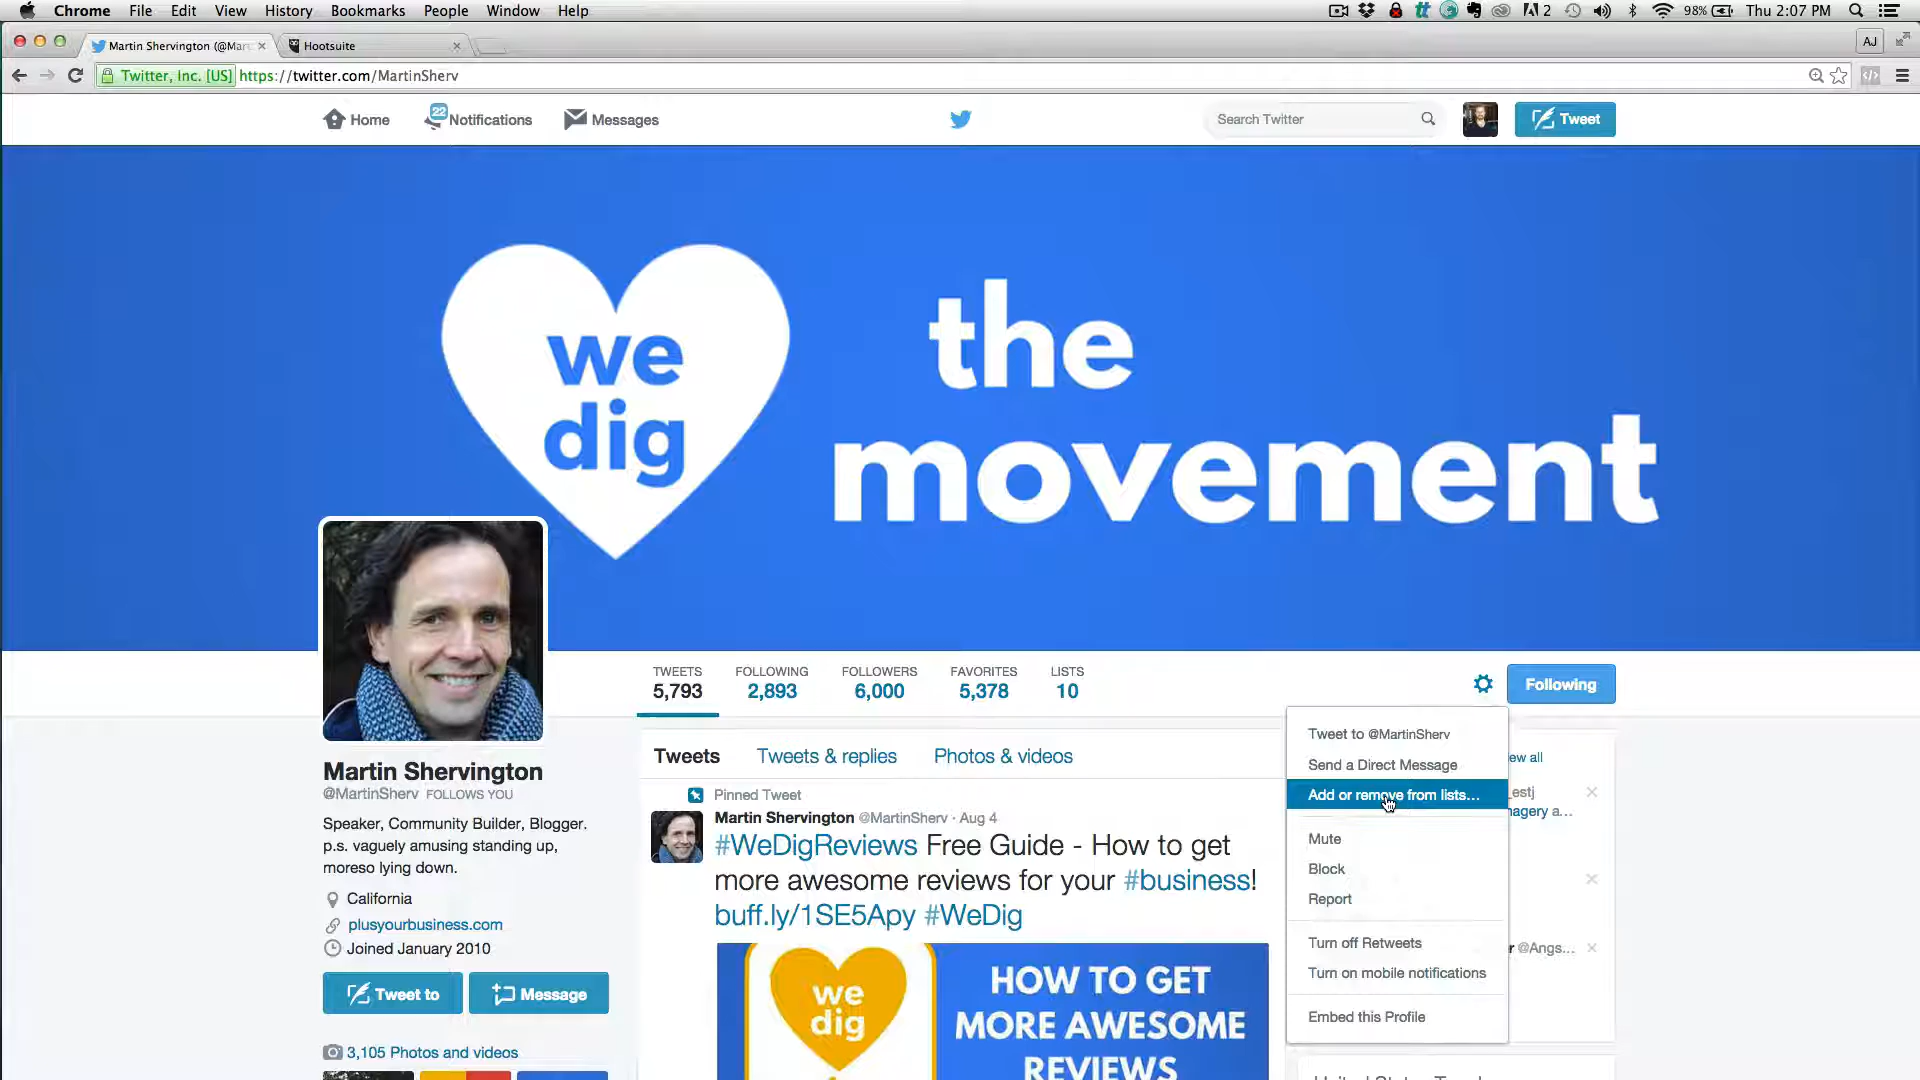 Chrome File Edit View History Bookmarks People Window Help
2 98% Thu 2:07 PM
Martin Shervington (@Mar
Hootsuite
AJ
Twitter, Inc. [US] https://twitter.com/MartinSherv
Home
22
Notifications
Messages
Search Twitter
Tweet
we
dig
the
movement
TWEETS FOLLOWING FOLLOWERS FAVORITES LISTS
5,793 2,893 6,000 5,378 10
Following
Martin Shervington
@MartinSherv FOLLOWS YOU
Speaker, Community Builder, Blogger.
p.s. vaguely amusing standing up,
moreso lying down.
California
plusyourbusiness.com
Joined January 2010
Tweet to
Message
3,105 Photos and videos
Tweets Tweets & replies Photos & videos
Pinned Tweet
Martin Shervington @MartinSherv · Aug 4
#WeDigReviews Free Guide - How to get
more awesome reviews for your #business!
buff.ly/1SE5Apy #WeDig
we
dig
HOW TO GET
MORE AWESOME
REVIEWS
Tweet to @MartinSherv
Send a Direct Message
Add or remove from lists...
Mute
Block
Report
Turn off Retweets
Turn on mobile notifications
Embed this Profile
ew all
_estj
nagery a...
r @Angs...